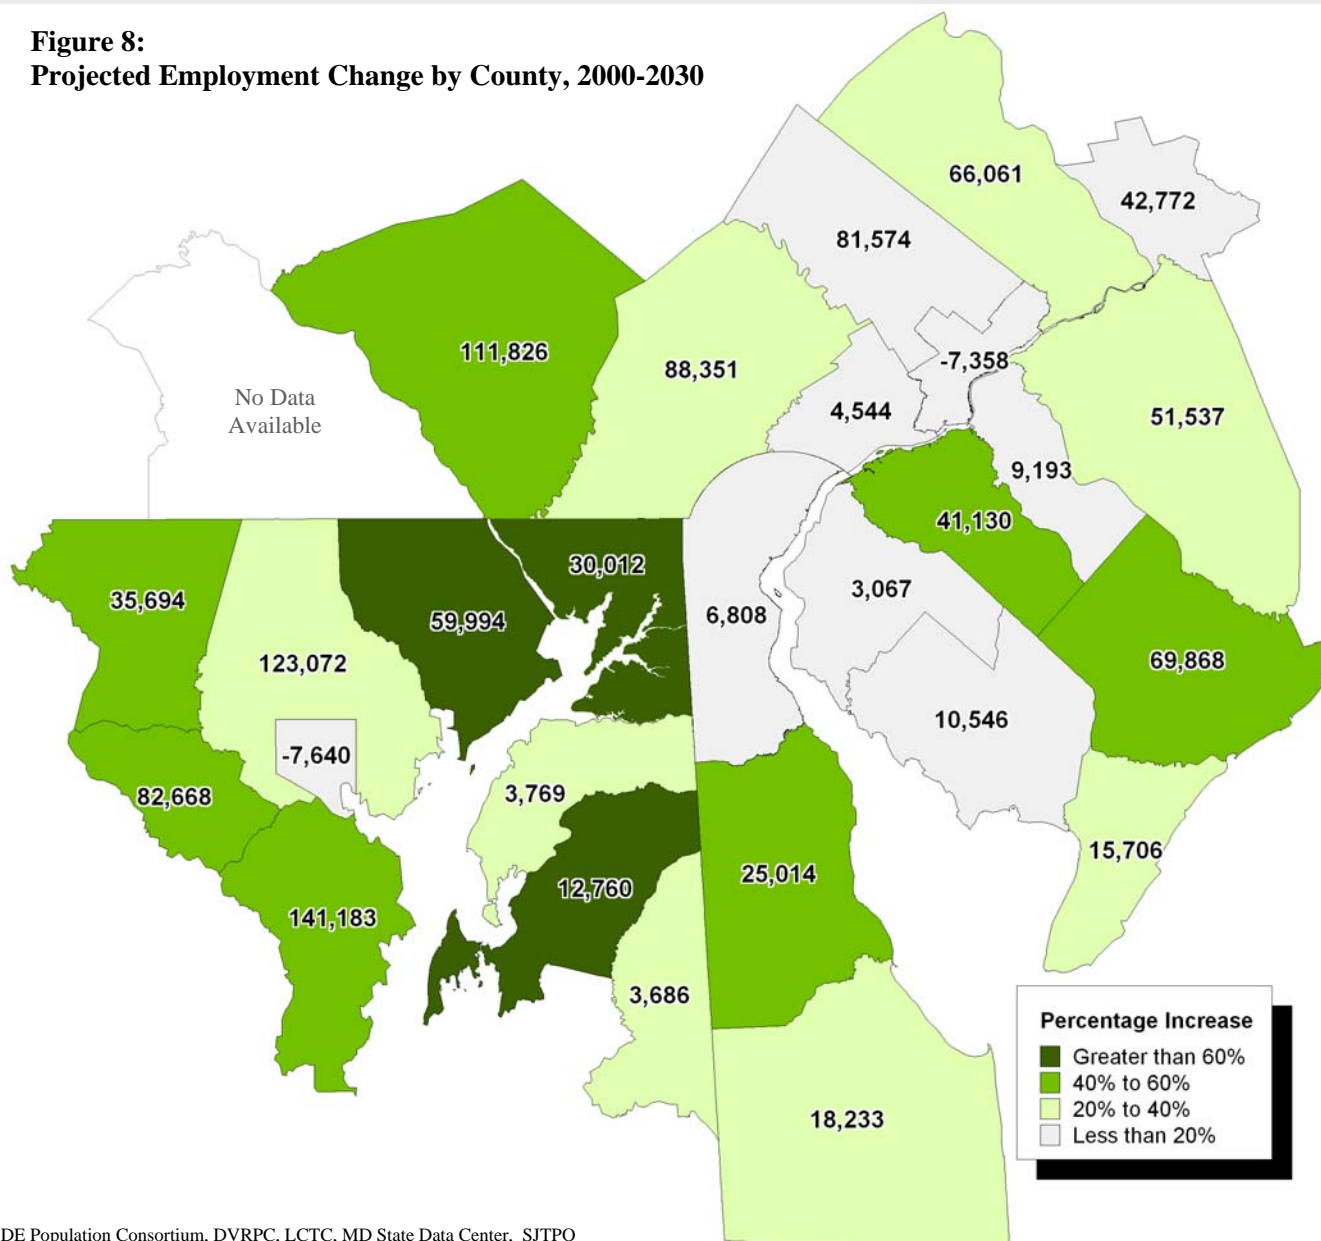 Figure 8:
Projected Employment Change by County, 2000-2030
66,061
42,772
81,574
111,826
88,351
-7,358
No Data
Available
4,544
51,537
9,193
41,130
30,012
3,067
35,694
59,994
6,808
123,072
69,868
10,546
-7,640
82,668
3,769
15,706
25,014
12,760
141,183
3,686
18,233
Percentage Increase
Greater than 60%
40% to 60%
20% to 40%
Less than 20%
DE Population Consortium, DVRPC, LCTC, MD State Data Center, SJTPO